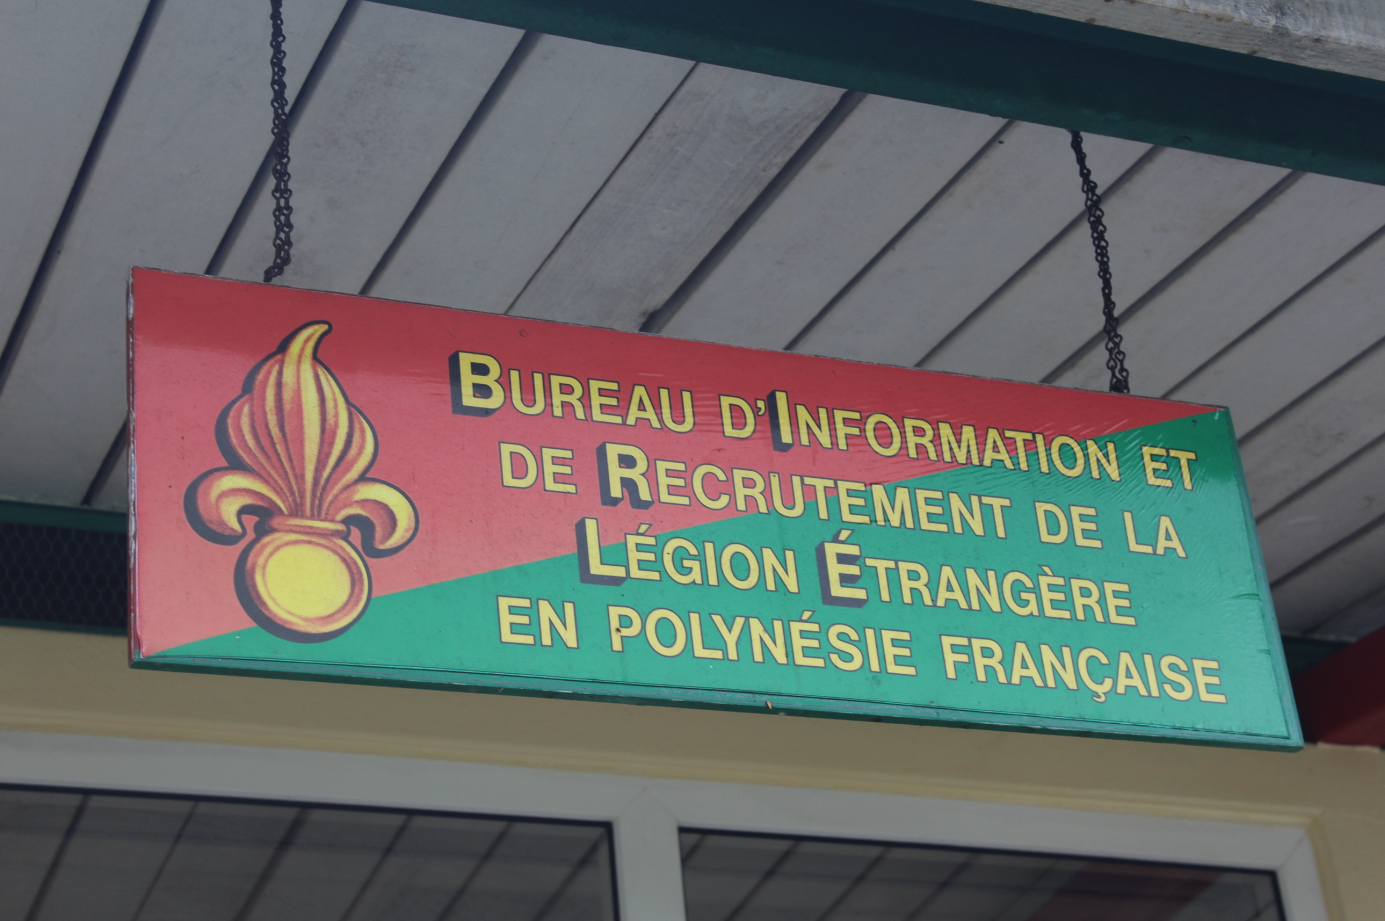 BUREAU D'INFORMATION ET
DE RECRUTEMENT DE LA
LÉGION ÉTRANGÈRE
EN POLYNÉSIE FRANÇAISE